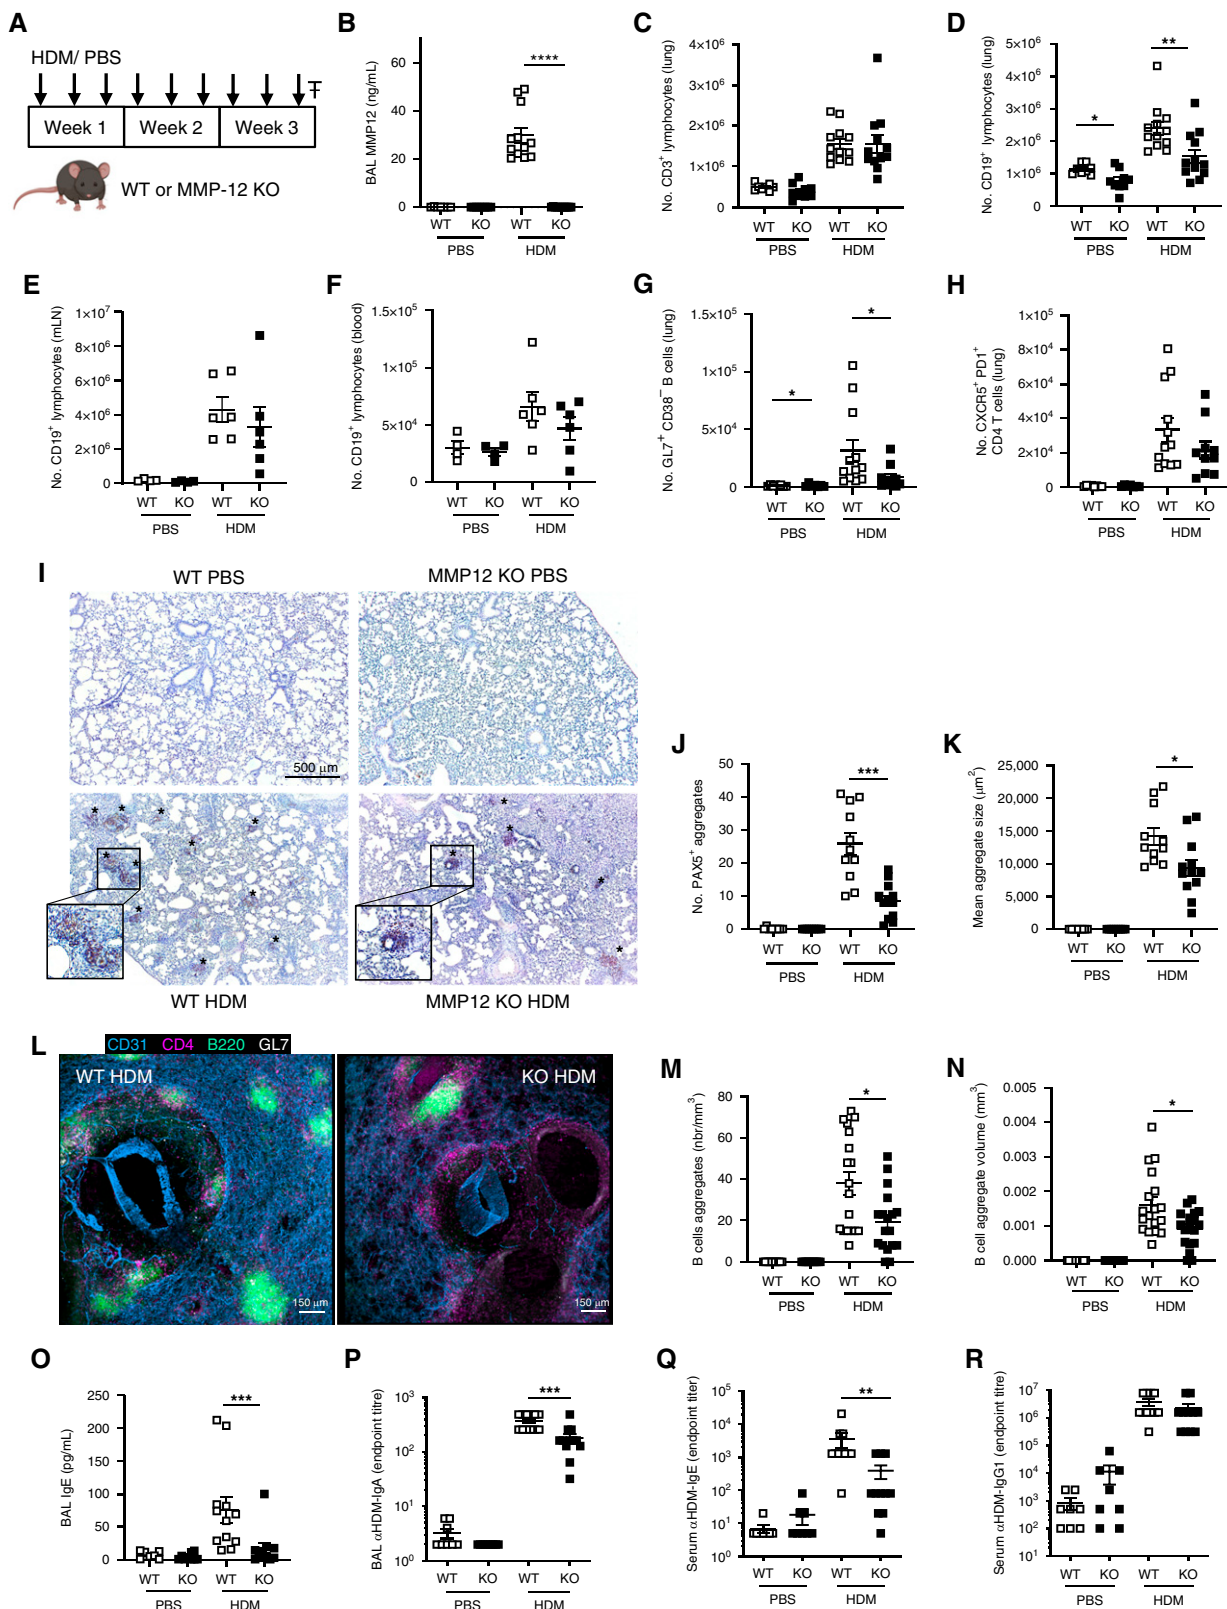 A
HDM/ PBS
Week 1 Week 2 Week 3
WT or MMP-12 KO
B
BAL MMP12 (ng/mL)
60
40
20
0
****
WT KO WT KO
PBS HDM
C
No. CD3⁺ lymphocytes (lung)
4×10⁶
3×10⁶
2×10⁶
1×10⁶
0
WT KO WT KO
PBS HDM
D
No. CD19⁺ lymphocytes (lung)
5×10⁶
4×10⁶
3×10⁶
2×10⁶
1×10⁶
0
*
**
WT KO WT KO
PBS HDM
E
No. CD19⁺ lymphocytes (mLN)
1×10⁷
8×10⁶
6×10⁶
4×10⁶
2×10⁶
0
WT KO WT KO
PBS HDM
F
No. CD19⁺ lymphocytes (blood)
1.5×10⁵
1×10⁵
5×10⁴
0
WT KO WT KO
PBS HDM
G
No. GL7⁺ CD38⁻ B cells (lung)
1.5×10⁵
1×10⁵
5×10⁴
0
*
*
WT KO WT KO
PBS HDM
H
No. CXCR5⁺ PD1⁺
CD4 T cells (lung)
1×10⁵
8×10⁴
6×10⁴
4×10⁴
2×10⁴
0
WT KO WT KO
PBS HDM
I
WT PBS MMP12 KO PBS
500 μm
WT HDM MMP12 KO HDM
J
No. PAX5⁺ aggregates
50
40
30
20
10
0
***
WT KO WT KO
PBS HDM
K
Mean aggregate size (μm²)
25,000
20,000
15,000
10,000
5,000
0
*
WT KO WT KO
PBS HDM
L
CD31 CD4 B220 GL7
WT HDM KO HDM
150 μm 150 μm
M
B cells aggregates (nbr/mm³)
80
60
40
20
0
*
WT KO WT KO
PBS HDM
N
B cell aggregate volume (mm³)
0.005
0.004
0.003
0.002
0.001
0.000
*
WT KO WT KO
PBS HDM
O
BAL IgE (pg/mL)
250
200
150
100
50
0
***
WT KO WT KO
PBS HDM
P
BAL αHDM-IgA (endpoint titre)
10³
10²
10¹
10⁰
***
WT KO WT KO
PBS HDM
Q
Serum αHDM-IgE (endpoint titer)
10⁵
10⁴
10³
10²
10¹
10⁰
**
WT KO WT KO
PBS HDM
R
Serum αHDM-IgG1 (endpoint titer)
10⁷
10⁶
10⁵
10⁴
10³
10²
10¹
WT KO WT KO
PBS HDM